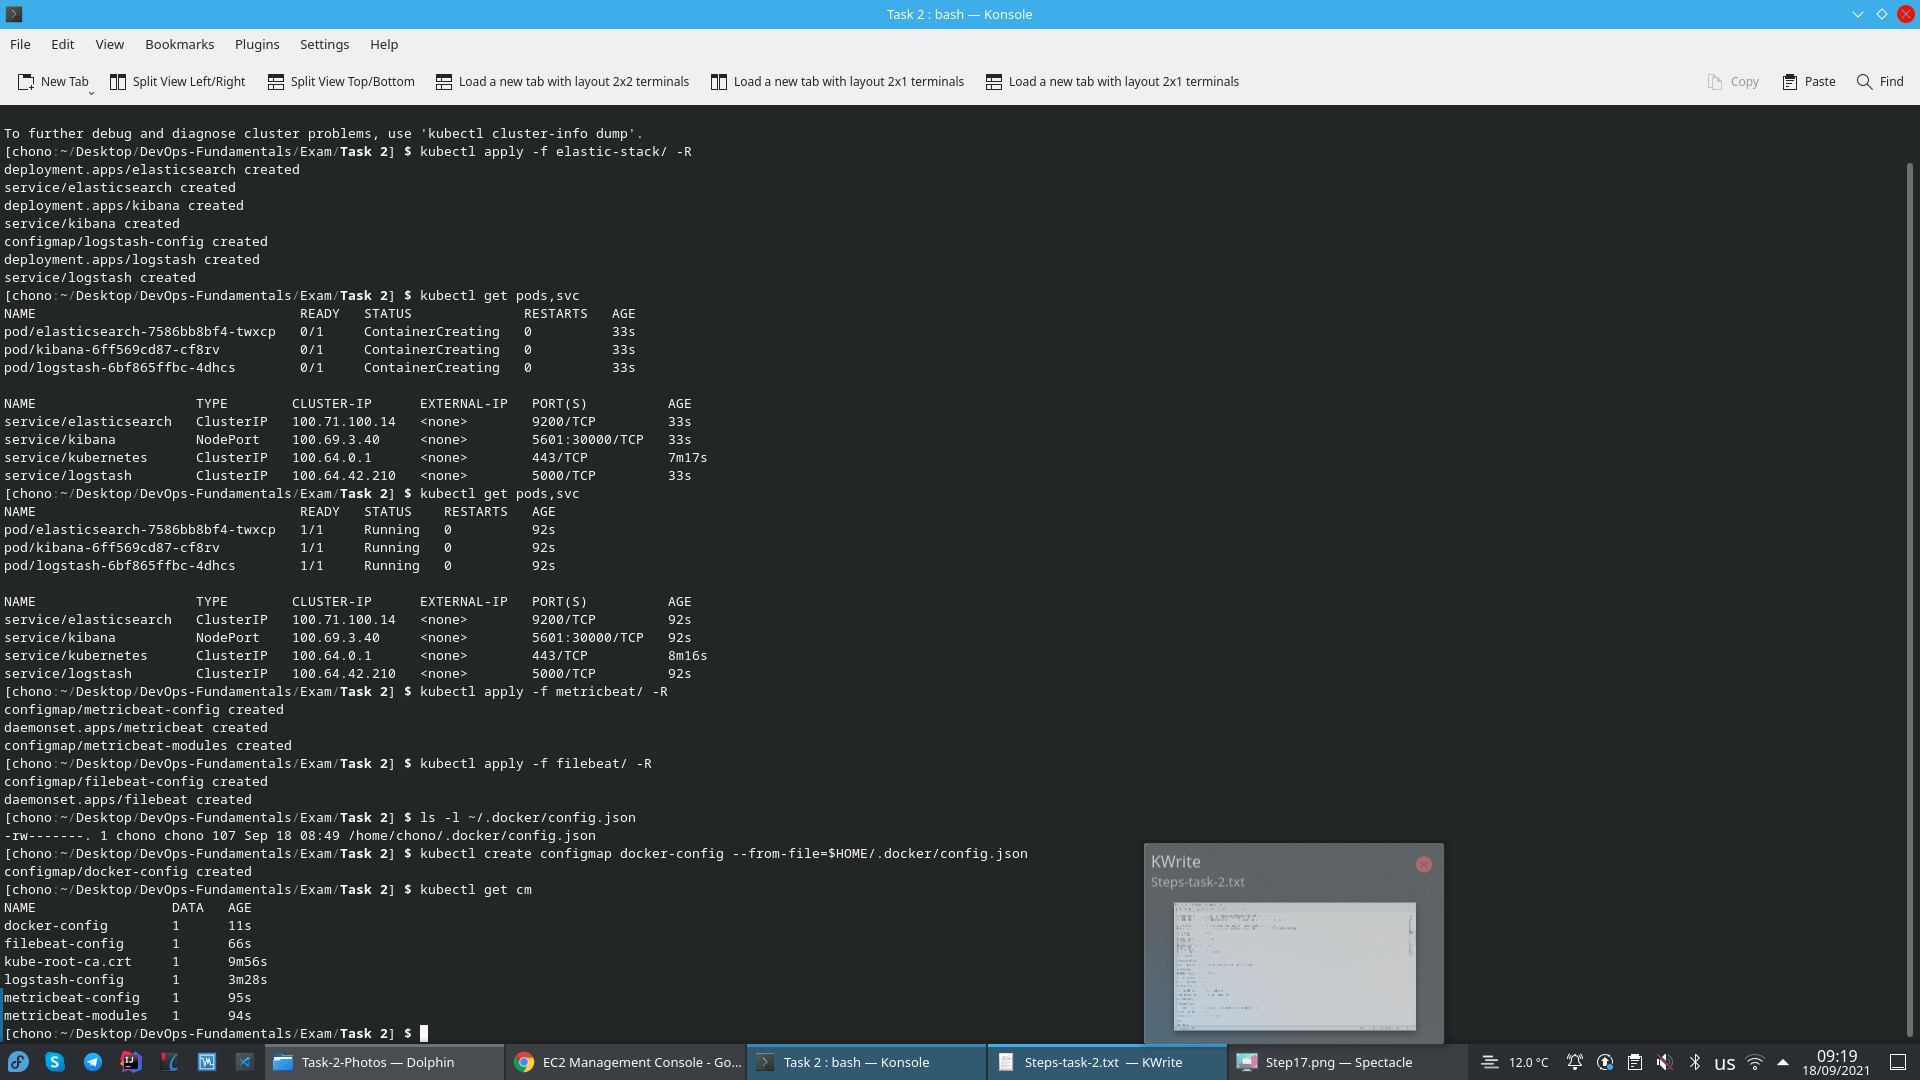 Task 2 : bash — Konsole
File Edit View Bookmarks Plugins Settings Help
New Tab Split View Left/Right Split View Top/Bottom Load a new tab with layout 2x2 terminals Load a new tab with layout 2x1 terminals Load a new tab with layout 2x1 terminals Copy Paste Find
To further debug and diagnose cluster problems, use 'kubectl cluster-info dump'.
[chono:~/Desktop/DevOps-Fundamentals/Exam/Task 2] $ kubectl apply -f elastic-stack/ -R
deployment.apps/elasticsearch created
service/elasticsearch created
deployment.apps/kibana created
service/kibana created
configmap/logstash-config created
deployment.apps/logstash created
service/logstash created
[chono:~/Desktop/DevOps-Fundamentals/Exam/Task 2] $ kubectl get pods,svc
NAME READY STATUS RESTARTS AGE
pod/elasticsearch-7586bb8bf4-twxcp 0/1 ContainerCreating 0 33s
pod/kibana-6ff569cd87-cf8rv 0/1 ContainerCreating 0 33s
pod/logstash-6bf865ffbc-4dhcs 0/1 ContainerCreating 0 33s
NAME TYPE CLUSTER-IP EXTERNAL-IP PORT(S) AGE
service/elasticsearch ClusterIP 100.71.100.14 <none> 9200/TCP 33s
service/kibana NodePort 100.69.3.40 <none> 5601:30000/TCP 33s
service/kubernetes ClusterIP 100.64.0.1 <none> 443/TCP 7m17s
service/logstash ClusterIP 100.64.42.210 <none> 5000/TCP 33s
[chono:~/Desktop/DevOps-Fundamentals/Exam/Task 2] $ kubectl get pods,svc
NAME READY STATUS RESTARTS AGE
pod/elasticsearch-7586bb8bf4-twxcp 1/1 Running 0 92s
pod/kibana-6ff569cd87-cf8rv 1/1 Running 0 92s
pod/logstash-6bf865ffbc-4dhcs 1/1 Running 0 92s
NAME TYPE CLUSTER-IP EXTERNAL-IP PORT(S) AGE
service/elasticsearch ClusterIP 100.71.100.14 <none> 9200/TCP 92s
service/kibana NodePort 100.69.3.40 <none> 5601:30000/TCP 92s
service/kubernetes ClusterIP 100.64.0.1 <none> 443/TCP 8m16s
service/logstash ClusterIP 100.64.42.210 <none> 5000/TCP 92s
[chono:~/Desktop/DevOps-Fundamentals/Exam/Task 2] $ kubectl apply -f metricbeat/ -R
configmap/metricbeat-config created
daemonset.apps/metricbeat created
configmap/metricbeat-modules created
[chono:~/Desktop/DevOps-Fundamentals/Exam/Task 2] $ kubectl apply -f filebeat/ -R
configmap/filebeat-config created
daemonset.apps/filebeat created
[chono:~/Desktop/DevOps-Fundamentals/Exam/Task 2] $ ls -l ~/.docker/config.json
-rw-------. 1 chono chono 107 Sep 18 08:49 /home/chono/.docker/config.json
[chono:~/Desktop/DevOps-Fundamentals/Exam/Task 2] $ kubectl create configmap docker-config --from-file=$HOME/.docker/config.json
configmap/docker-config created
[chono:~/Desktop/DevOps-Fundamentals/Exam/Task 2] $ kubectl get cm
NAME DATA AGE
docker-config 1 11s
filebeat-config 1 66s
kube-root-ca.crt 1 9m56s
logstash-config 1 3m28s
metricbeat-config 1 95s
metricbeat-modules 1 94s
[chono:~/Desktop/DevOps-Fundamentals/Exam/Task 2] $
KWrite
Steps-task-2.txt
Task-2-Photos — Dolphin EC2 Management Console - Go... Task 2 : bash — Konsole Steps-task-2.txt — KWrite Step17.png — Spectacle 12.0 °C us 09:19
18/09/2021